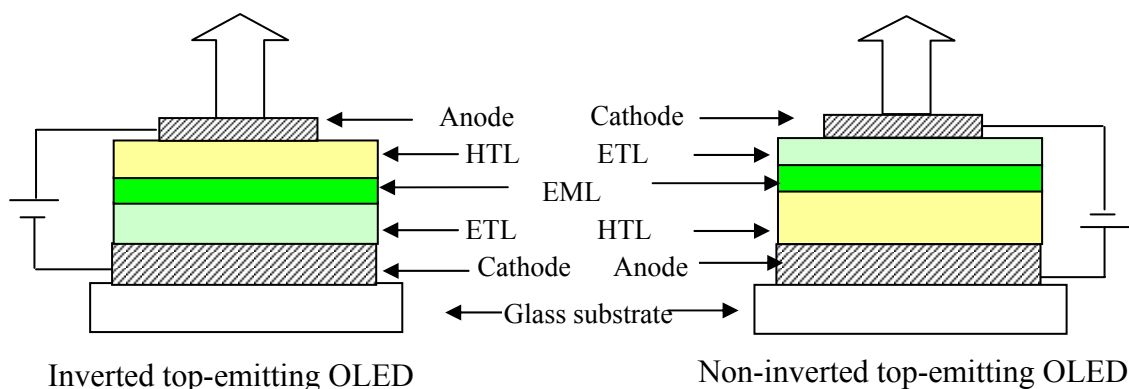 Anode
HTL
EML
ETL
Cathode
Cathode
ETL
HTL
Anode
Glass substrate
Inverted top-emitting OLED
Non-inverted top-emitting OLED